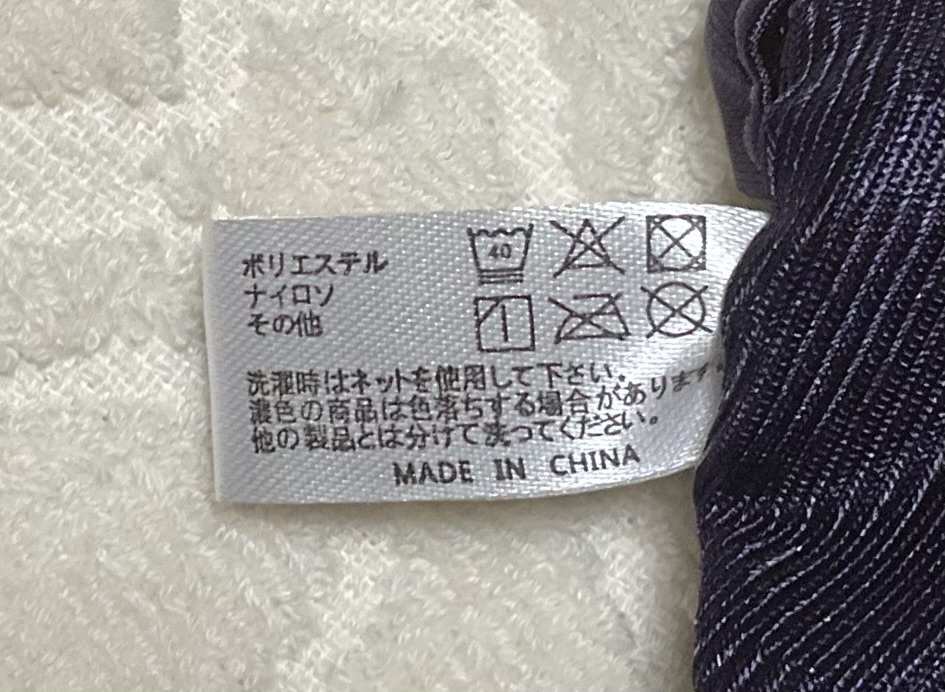 40
ポリエステル
ナイロソ
その他
洗濯時はネットを使用して下さい。
濃色の商品は色落ちする場合があります。
他の製品とは分けて洗ってください。
MADE IN CHINA